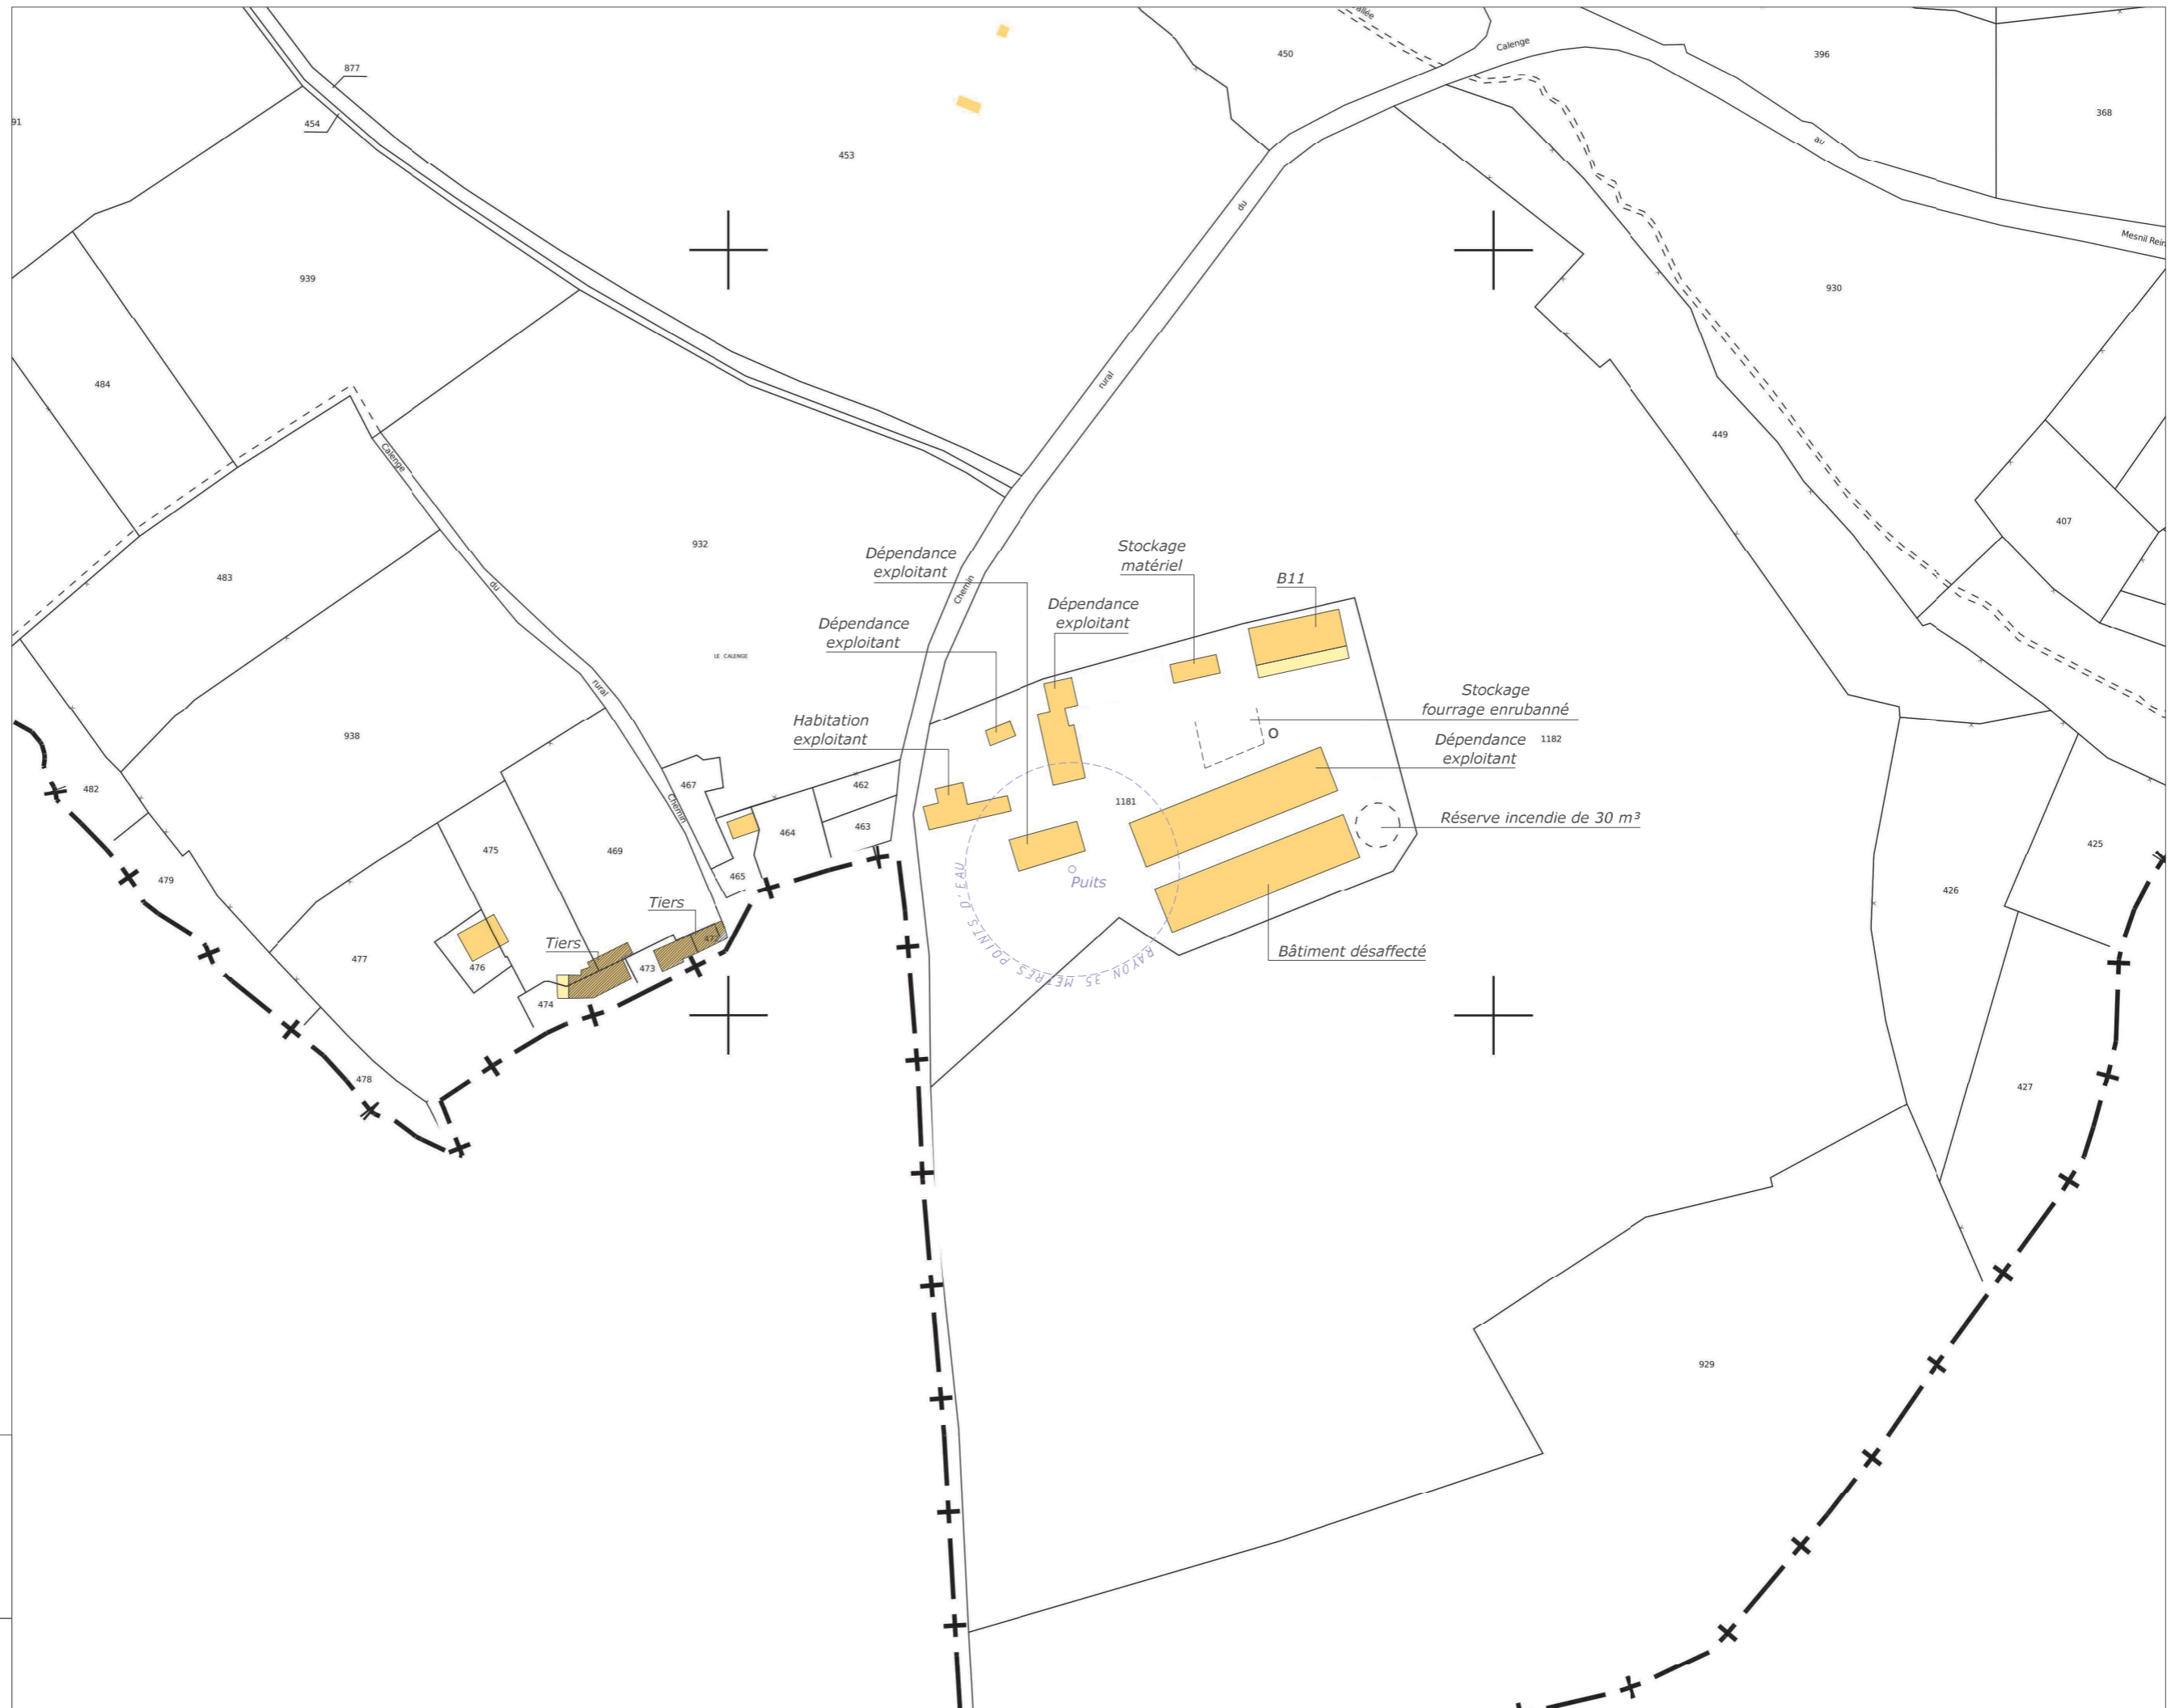 allée
Calenge
450
396
877
368
454
91
453
au
du
Mesnil Rein
939
930
rural
484
449
Calenge
407
932
Dépendance
exploitant
Stockage
matériel
483
B11
du
Chemin
Dépendance
exploitant
Dépendance
exploitant
LE CALENGE
rural
Stockage
fourrage enrubanné
Habitation
exploitant
938
Dépendance
exploitant
1182
467
462
482
Chemin
1181
Réserve incendie de 30 m³
464
463
475
469
425
465
479
Puits
426
Tiers
RAYON 35 METRES POINTS D'EAU
472
Tiers
Bâtiment désaffecté
477
476
473
474
478
427
929